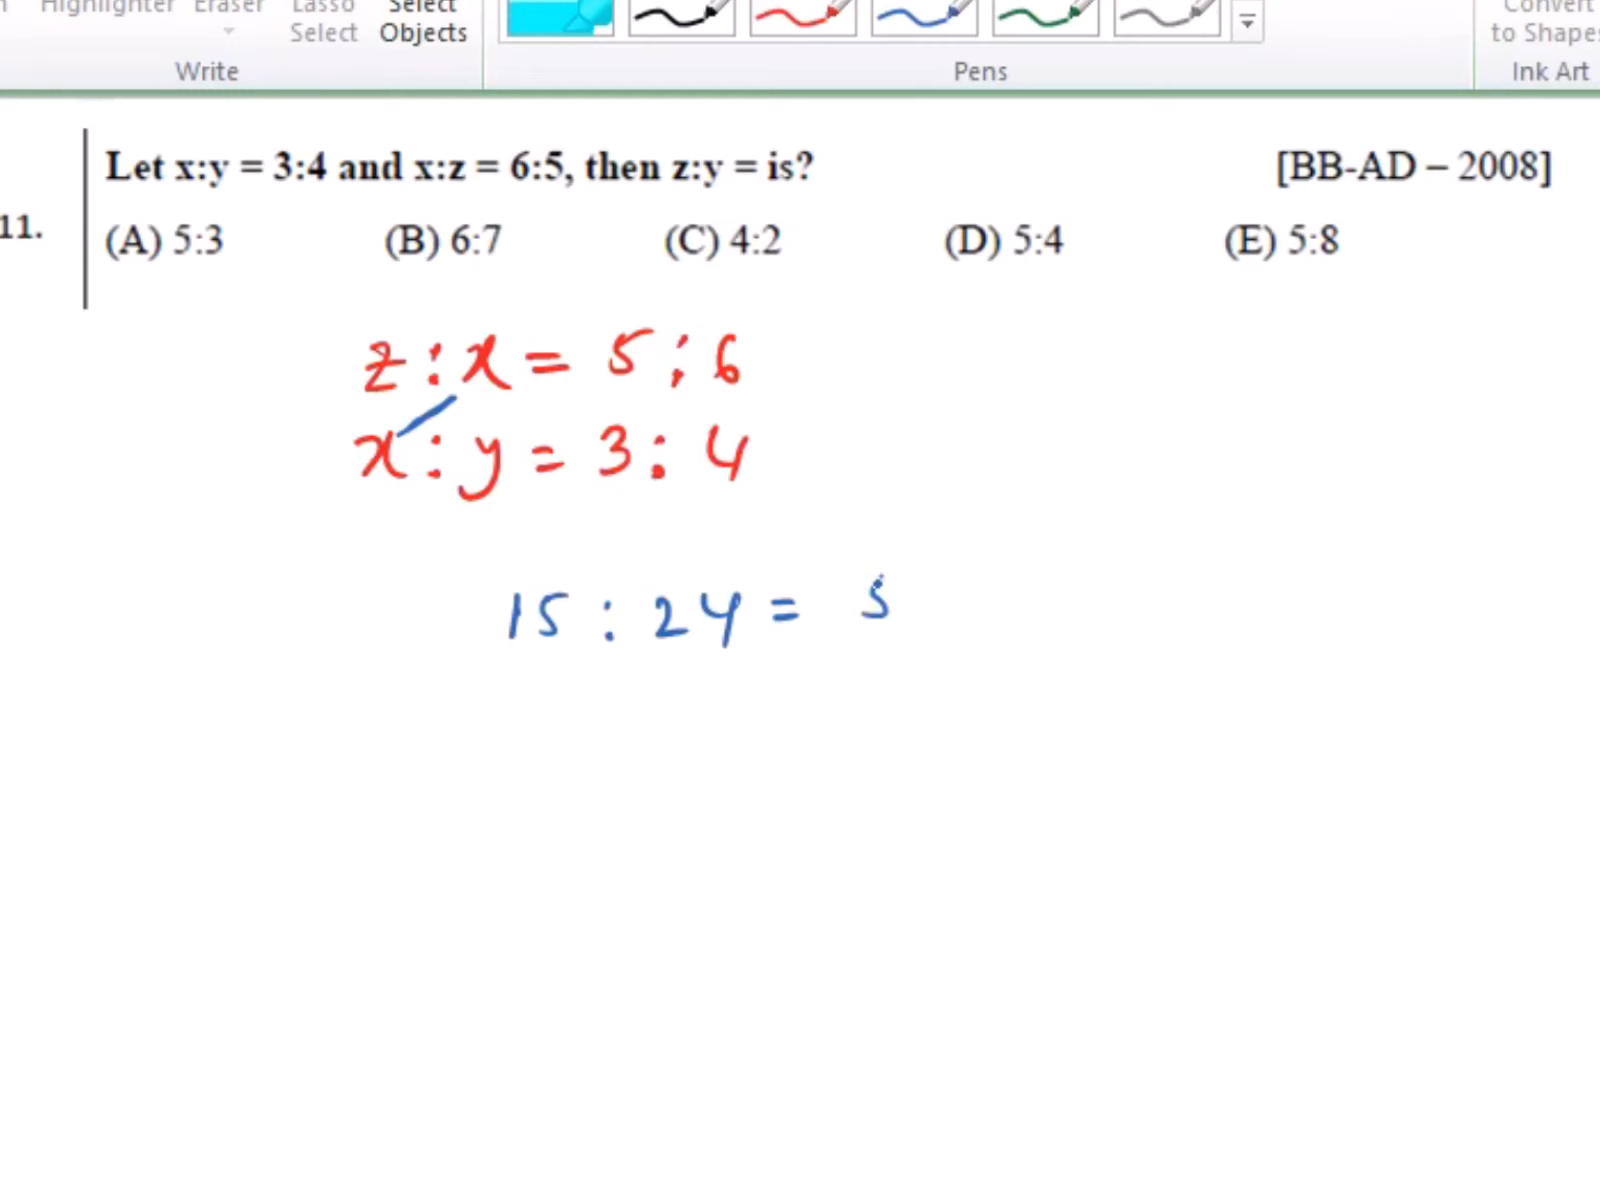 Highlighter Eraser Lasso Select Select Objects Convert to Shapes
Write Pens Ink Art
Let x:y = 3:4 and x:z = 6:5, then z:y = is? [BB-AD – 2008]
11.
(A) 5:3 (B) 6:7 (C) 4:2 (D) 5:4 (E) 5:8
z : x = 5 : 6
x : y = 3 : 4
15 : 24 = 5